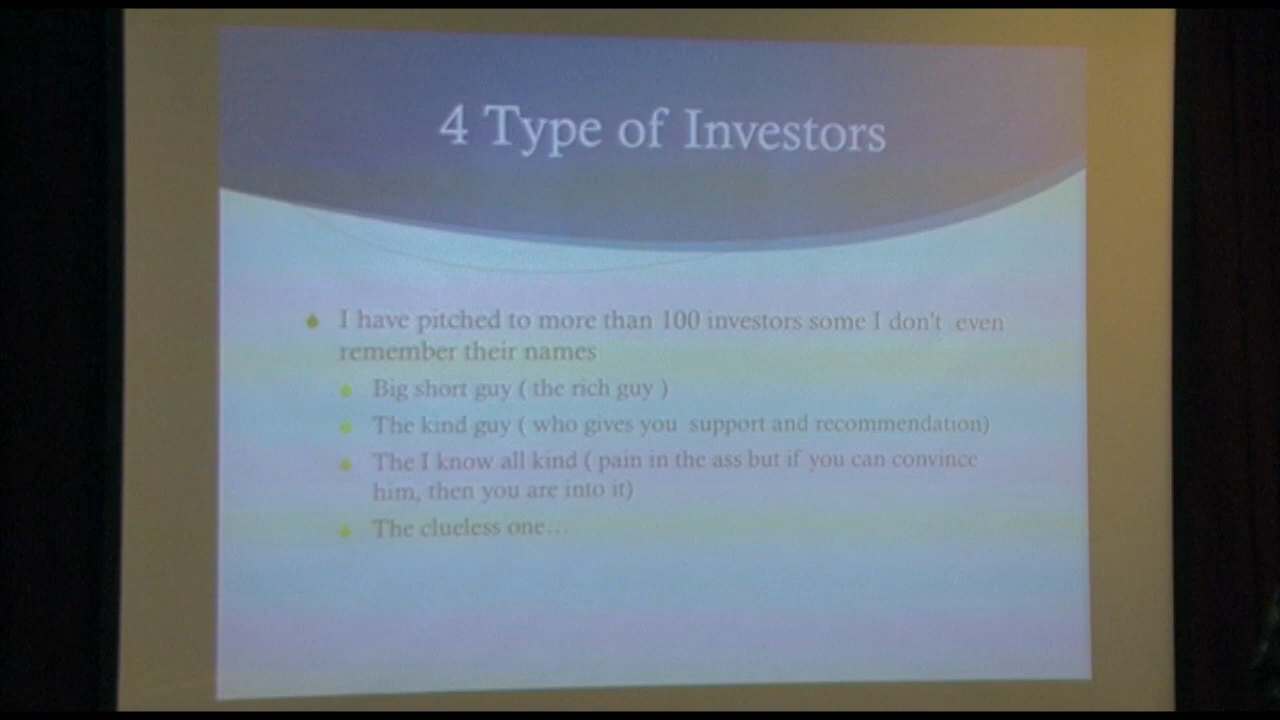 4 Type of Investors
I have pitched to more than 100 investors some I don't even
remember their names
Big short guy ( the rich guy )
The kind guy ( who gives you support and recommendation)
The I know all kind ( pain in the ass but if you can convince
him, then you are into it)
The clueless one…